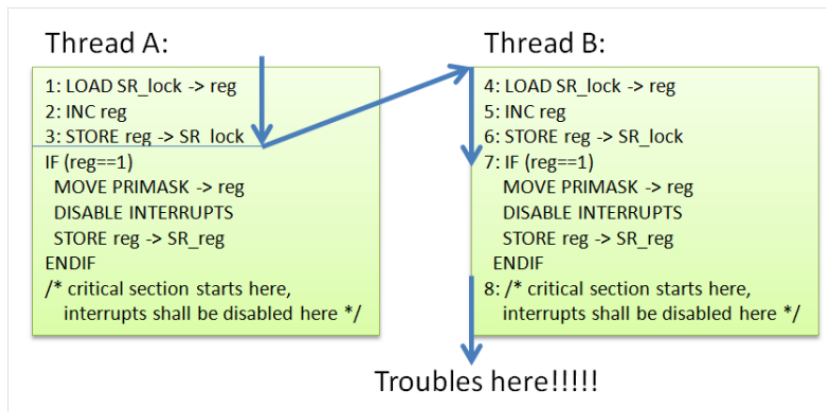 Thread A:
1: LOAD SR_lock -> reg
2: INC reg
3: STORE reg -> SR_lock
IF (reg==1)
MOVE PRIMASK -> reg
DISABLE INTERRUPTS
STORE reg -> SR_reg
ENDIF
/* critical section starts here,
interrupts shall be disabled here */
Thread B:
4: LOAD SR_lock -> reg
5: INC reg
6: STORE reg -> SR_lock
7: IF (reg==1)
MOVE PRIMASK -> reg
DISABLE INTERRUPTS
STORE reg -> SR_reg
ENDIF
8: /* critical section starts here,
interrupts shall be disabled here */
Troubles here!!!!!